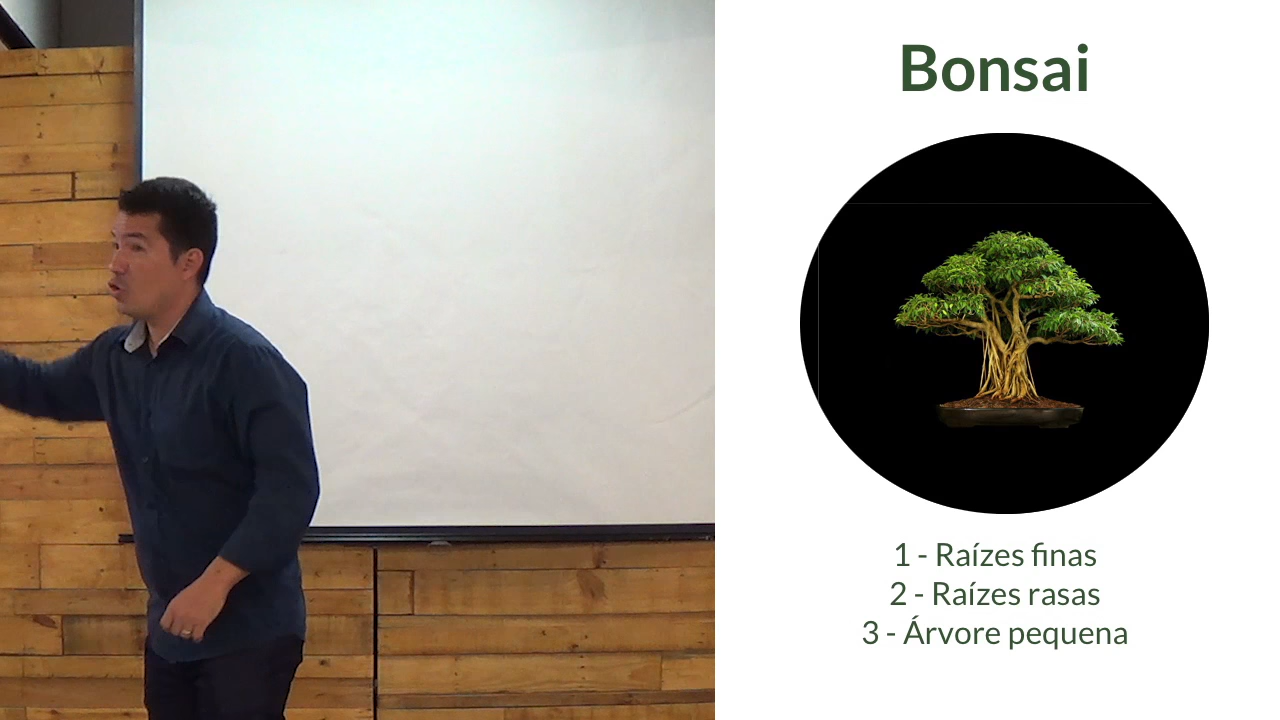 Bonsai
1 - Raízes finas
2 - Raízes rasas
3 - Árvore pequena